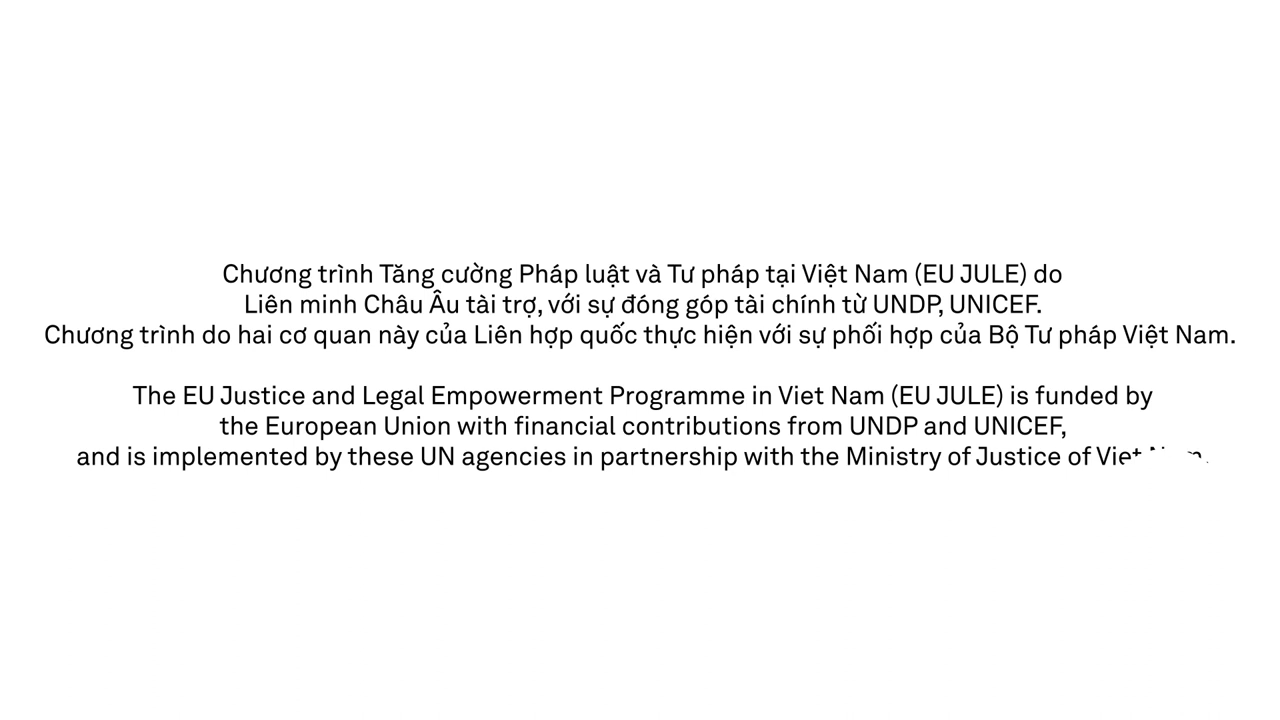 Chương trình Tăng cường Pháp luật và Tư pháp tại Việt Nam (EU JULE) do
Liên minh Châu Âu tài trợ, với sự đóng góp tài chính từ UNDP, UNICEF.
Chương trình do hai cơ quan này của Liên hợp quốc thực hiện với sự phối hợp của Bộ Tư pháp Việt Nam.
The EU Justice and Legal Empowerment Programme in Viet Nam (EU JULE) is funded by
the European Union with financial contributions from UNDP and UNICEF,
and is implemented by these UN agencies in partnership with the Ministry of Justice of Viet